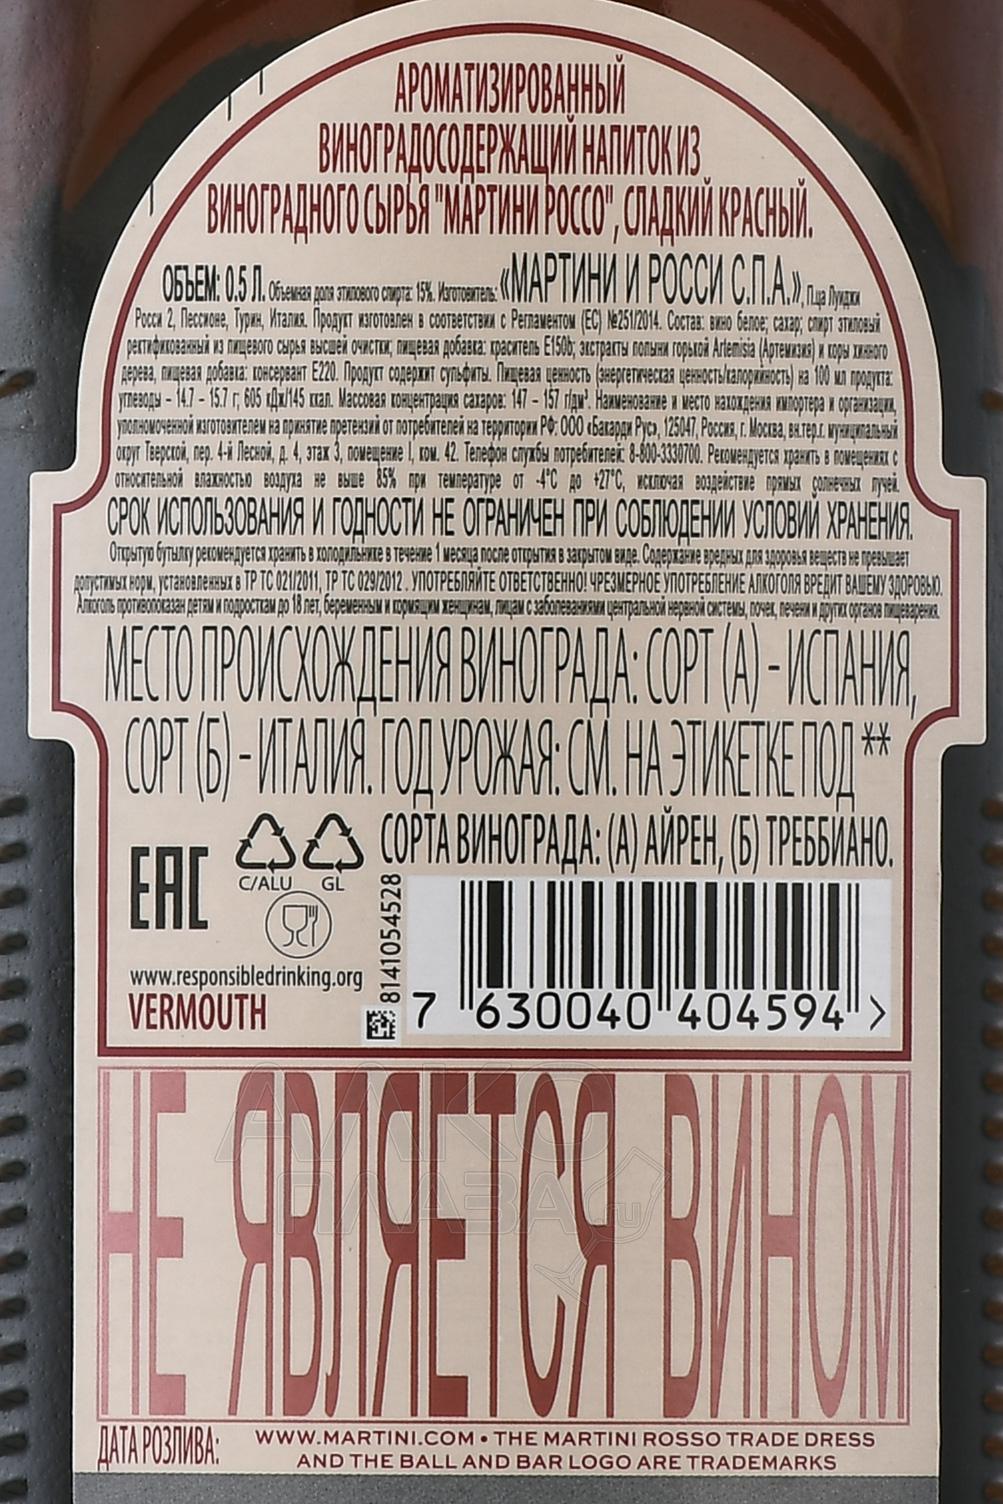 АРОМАТИЗИРОВАННЫЙ
ВИНОГРАДОСОДЕРЖАЩИЙ НАПИТОК ИЗ
ВИНОГРАДНОГО СЫРЬЯ "МАРТИНИ РОССО", СЛАДКИЙ КРАСНЫЙ.
ОБЪЕМ: 0.5 Л. Объемная доля этилового спирта: 15%. Изготовитель: «МАРТИНИ И РОССИ С.П.А.», П.ца Луиджи
Росси 2, Пессионе, Турин, Италия. Продукт изготовлен в соответствии с Регламентом (ЕС) №251/2014. Состав: вино белое; сахар; спирт этиловый
ректификованный из пищевого сырья высшей очистки; пищевая добавка: краситель Е150b; экстракты полыни горькой Artemisia (Артемизия) и коры хинного
дерева, пищевая добавка: консервант Е220. Продукт содержит сульфиты. Пищевая ценность (энергетическая ценность/калорийность) на 100 мл продукта:
углеводы – 14.7 – 15.7 г; 605 кДж/145 ккал. Массовая концентрация сахаров: 147 – 157 г/дм³. Наименование и место нахождения импортера и организации,
уполномоченной изготовителем на принятие претензий от потребителей на территории РФ: ООО «Бакарди Рус», 125047, Россия, г. Москва, вн.тер.г. муниципальный
округ Тверской, пер. 4-й Лесной, д. 4, этаж 3, помещение I, ком. 42. Телефон службы потребителей: 8-800-3330700. Рекомендуется хранить в помещениях с
относительной влажностью воздуха не выше 85% при температуре от -4°С до +27°С, исключая воздействие прямых солнечных лучей.
СРОК ИСПОЛЬЗОВАНИЯ И ГОДНОСТИ НЕ ОГРАНИЧЕН ПРИ СОБЛЮДЕНИИ УСЛОВИЙ ХРАНЕНИЯ.
Открытую бутылку рекомендуется хранить в холодильнике в течение 1 месяца после открытия в закрытом виде. Содержание вредных для здоровья веществ не превышает
допустимых норм, установленных в ТР ТС 021/2011, ТР ТС 029/2012 . УПОТРЕБЛЯЙТЕ ОТВЕТСТВЕННО! ЧРЕЗМЕРНОЕ УПОТРЕБЛЕНИЕ АЛКОГОЛЯ ВРЕДИТ ВАШЕМУ ЗДОРОВЬЮ.
Алкоголь противопоказан детям и подросткам до 18 лет, беременным и кормящим женщинам, лицам с заболеваниями центральной нервной системы, почек, печени и других органов пищеварения.
МЕСТО ПРОИСХОЖДЕНИЯ ВИНОГРАДА: СОРТ (А) - ИСПАНИЯ,
СОРТ (Б) - ИТАЛИЯ. ГОД УРОЖАЯ: СМ. НА ЭТИКЕТКЕ ПОД **
СОРТА ВИНОГРАДА: (А) АЙРЕН, (Б) ТРЕББИАНО.
ЕАС
C/ALU GL
8141054528
www.responsibledrinking.org
VERMOUTH
7 630040 404594 >
НЕ ЯВЛЯЕТСЯ ВИНОМ
АЛКО
ПЛАЗА.ru
ДАТА РОЗЛИВА:
WWW.MARTINI.COM • THE MARTINI ROSSO TRADE DRESS
AND THE BALL AND BAR LOGO ARE TRADEMARKS